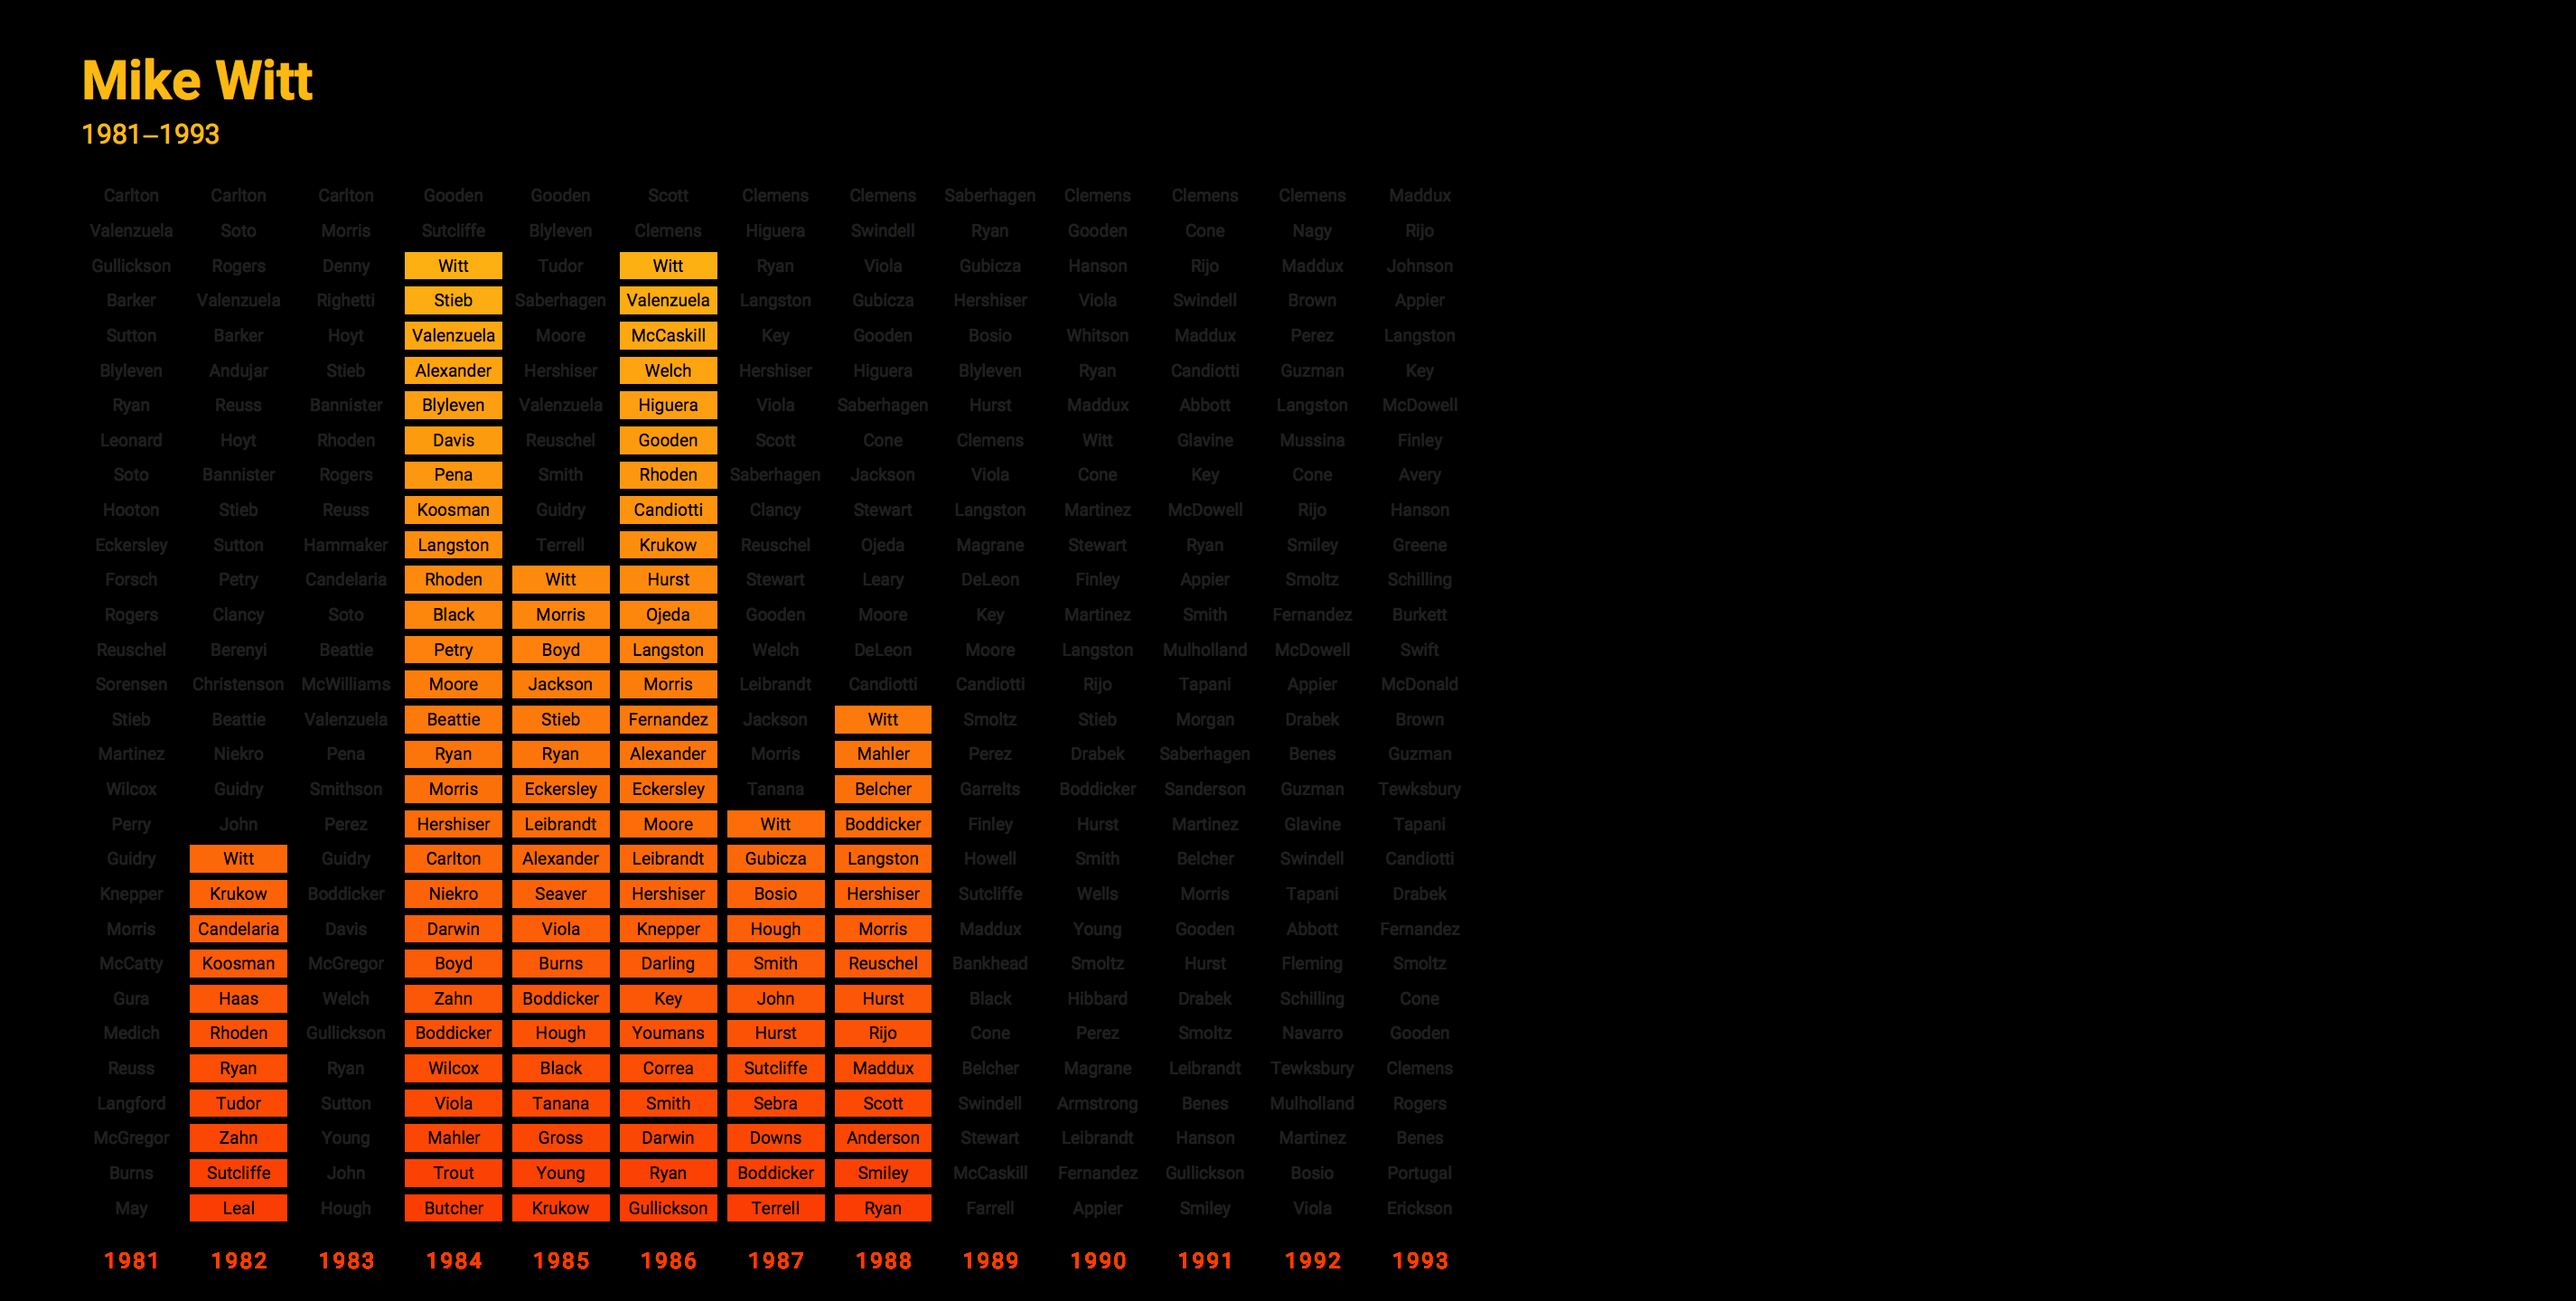 Mike Witt
1981–1993
Carlton Carlton Carlton Gooden Gooden Scott Clemens Clemens Saberhagen Clemens Clemens Clemens Maddux
Valenzuela Soto Morris Sutcliffe Blyleven Clemens Higuera Swindell Ryan Gooden Cone Nagy Rijo
Gullickson Rogers Denny Witt Tudor Witt Ryan Viola Gubicza Hanson Rijo Maddux Johnson
Barker Valenzuela Righetti Stieb Saberhagen Valenzuela Langston Gubicza Hershiser Viola Swindell Brown Appier
Sutton Barker Hoyt Valenzuela Moore McCaskill Key Gooden Bosio Whitson Maddux Perez Langston
Blyleven Andujar Stieb Alexander Hershiser Welch Hershiser Higuera Blyleven Ryan Candiotti Guzman Key
Ryan Reuss Bannister Blyleven Valenzuela Higuera Viola Saberhagen Hurst Maddux Abbott Langston McDowell
Leonard Hoyt Rhoden Davis Reuschel Gooden Scott Cone Clemens Witt Glavine Mussina Finley
Soto Bannister Rogers Pena Smith Rhoden Saberhagen Jackson Viola Cone Key Cone Avery
Hooton Stieb Reuss Koosman Guidry Candiotti Clancy Stewart Langston Martinez McDowell Rijo Hanson
Eckersley Sutton Hammaker Langston Terrell Krukow Reuschel Ojeda Magrane Stewart Ryan Smiley Greene
Forsch Petry Candelaria Rhoden Witt Hurst Stewart Leary DeLeon Finley Appier Smoltz Schilling
Rogers Clancy Soto Black Morris Ojeda Gooden Moore Key Martinez Smith Fernandez Burkett
Reuschel Berenyi Beattie Petry Boyd Langston Welch DeLeon Moore Langston Mulholland McDowell Swift
Sorensen Christenson McWilliams Moore Jackson Morris Leibrandt Candiotti Candiotti Rijo Tapani Appier McDonald
Stieb Beattie Valenzuela Beattie Stieb Fernandez Jackson Witt Smoltz Stieb Morgan Drabek Brown
Martinez Niekro Pena Ryan Ryan Alexander Morris Mahler Perez Drabek Saberhagen Benes Guzman
Wilcox Guidry Smithson Morris Eckersley Eckersley Tanana Belcher Garrelts Boddicker Sanderson Guzman Tewksbury
Perry John Perez Hershiser Leibrandt Moore Witt Boddicker Finley Hurst Martinez Glavine Tapani
Guidry Witt Guidry Carlton Alexander Leibrandt Gubicza Langston Howell Smith Belcher Swindell Candiotti
Knepper Krukow Boddicker Niekro Seaver Hershiser Bosio Hershiser Sutcliffe Wells Morris Tapani Drabek
Morris Candelaria Davis Darwin Viola Knepper Hough Morris Maddux Young Gooden Abbott Fernandez
McCatty Koosman McGregor Boyd Burns Darling Smith Reuschel Bankhead Smoltz Hurst Fleming Smoltz
Gura Haas Welch Zahn Boddicker Key John Hurst Black Hibbard Drabek Schilling Cone
Medich Rhoden Gullickson Boddicker Hough Youmans Hurst Rijo Cone Perez Smoltz Navarro Gooden
Reuss Ryan Ryan Wilcox Black Correa Sutcliffe Maddux Belcher Magrane Leibrandt Tewksbury Clemens
Langford Tudor Sutton Viola Tanana Smith Sebra Scott Swindell Armstrong Benes Mulholland Rogers
McGregor Zahn Young Mahler Gross Darwin Downs Anderson Stewart Leibrandt Hanson Martinez Benes
Burns Sutcliffe John Trout Young Ryan Boddicker Smiley McCaskill Fernandez Gullickson Bosio Portugal
May Leal Hough Butcher Krukow Gullickson Terrell Ryan Farrell Appier Smiley Viola Erickson
1981 1982 1983 1984 1985 1986 1987 1988 1989 1990 1991 1992 1993